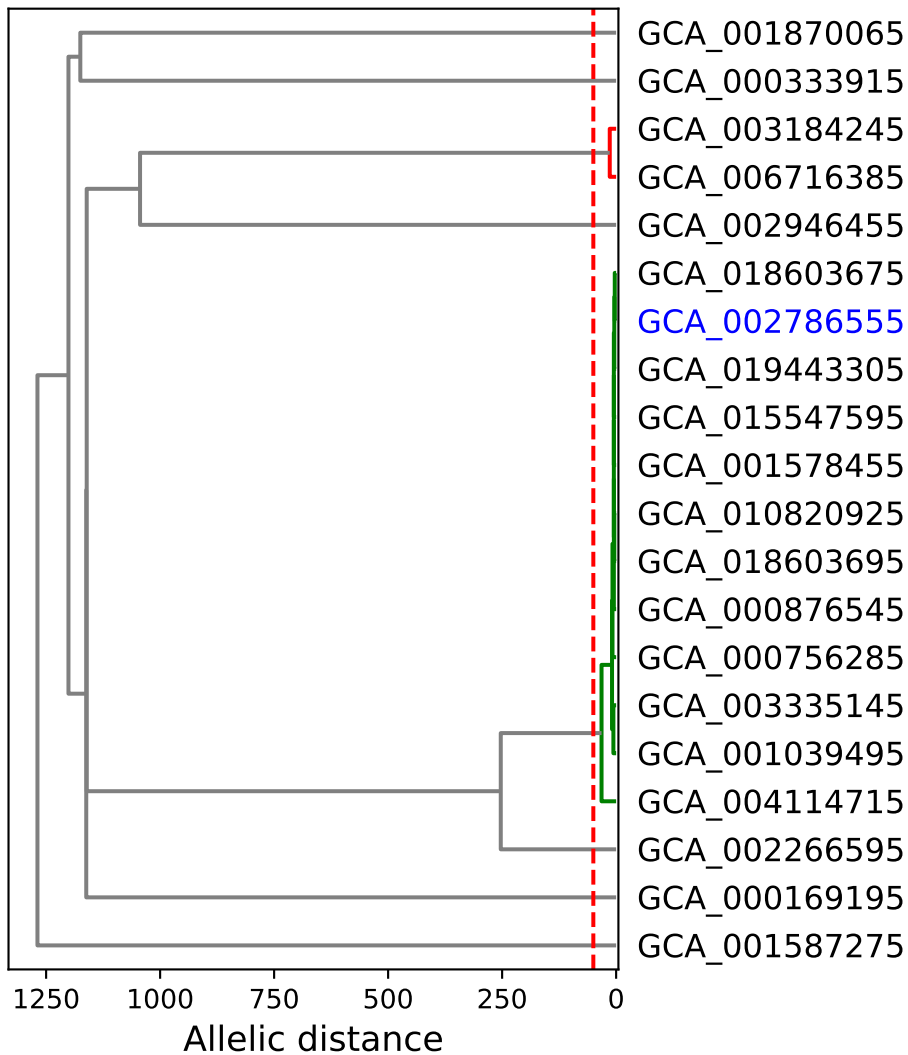 GCA_001870065
GCA_000333915
GCA_003184245
GCA_006716385
GCA_002946455
GCA_018603675
GCA_002786555
GCA_019443305
GCA_015547595
GCA_001578455
GCA_010820925
GCA_018603695
GCA_000876545
GCA_000756285
GCA_003335145
GCA_001039495
GCA_004114715
GCA_002266595
GCA_000169195
GCA_001587275
1250 1000 750 500 250 0
Allelic distance